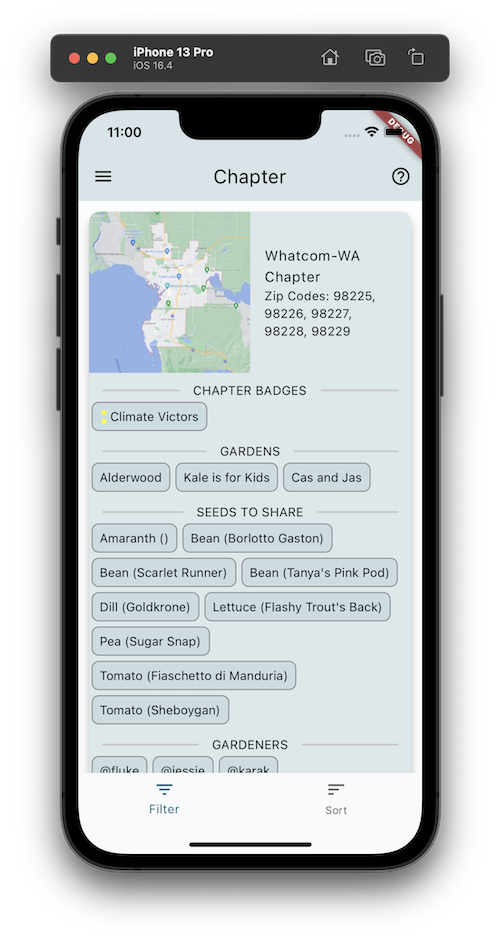 iPhone 13 Pro
iOS 16.4
11:00
DEBUG
Chapter
Whatcom-WA
Chapter
Zip Codes: 98225,
98226, 98227,
98228, 98229
CHAPTER BADGES
Climate Victors
GARDENS
Alderwood Kale is for Kids Cas and Jas
SEEDS TO SHARE
Amaranth () Bean (Borlotto Gaston)
Bean (Scarlet Runner) Bean (Tanya's Pink Pod)
Dill (Goldkrone) Lettuce (Flashy Trout's Back)
Pea (Sugar Snap)
Tomato (Fiaschetto di Manduria)
Tomato (Sheboygan)
GARDENERS
@fluke @jessie @karak
Filter Sort